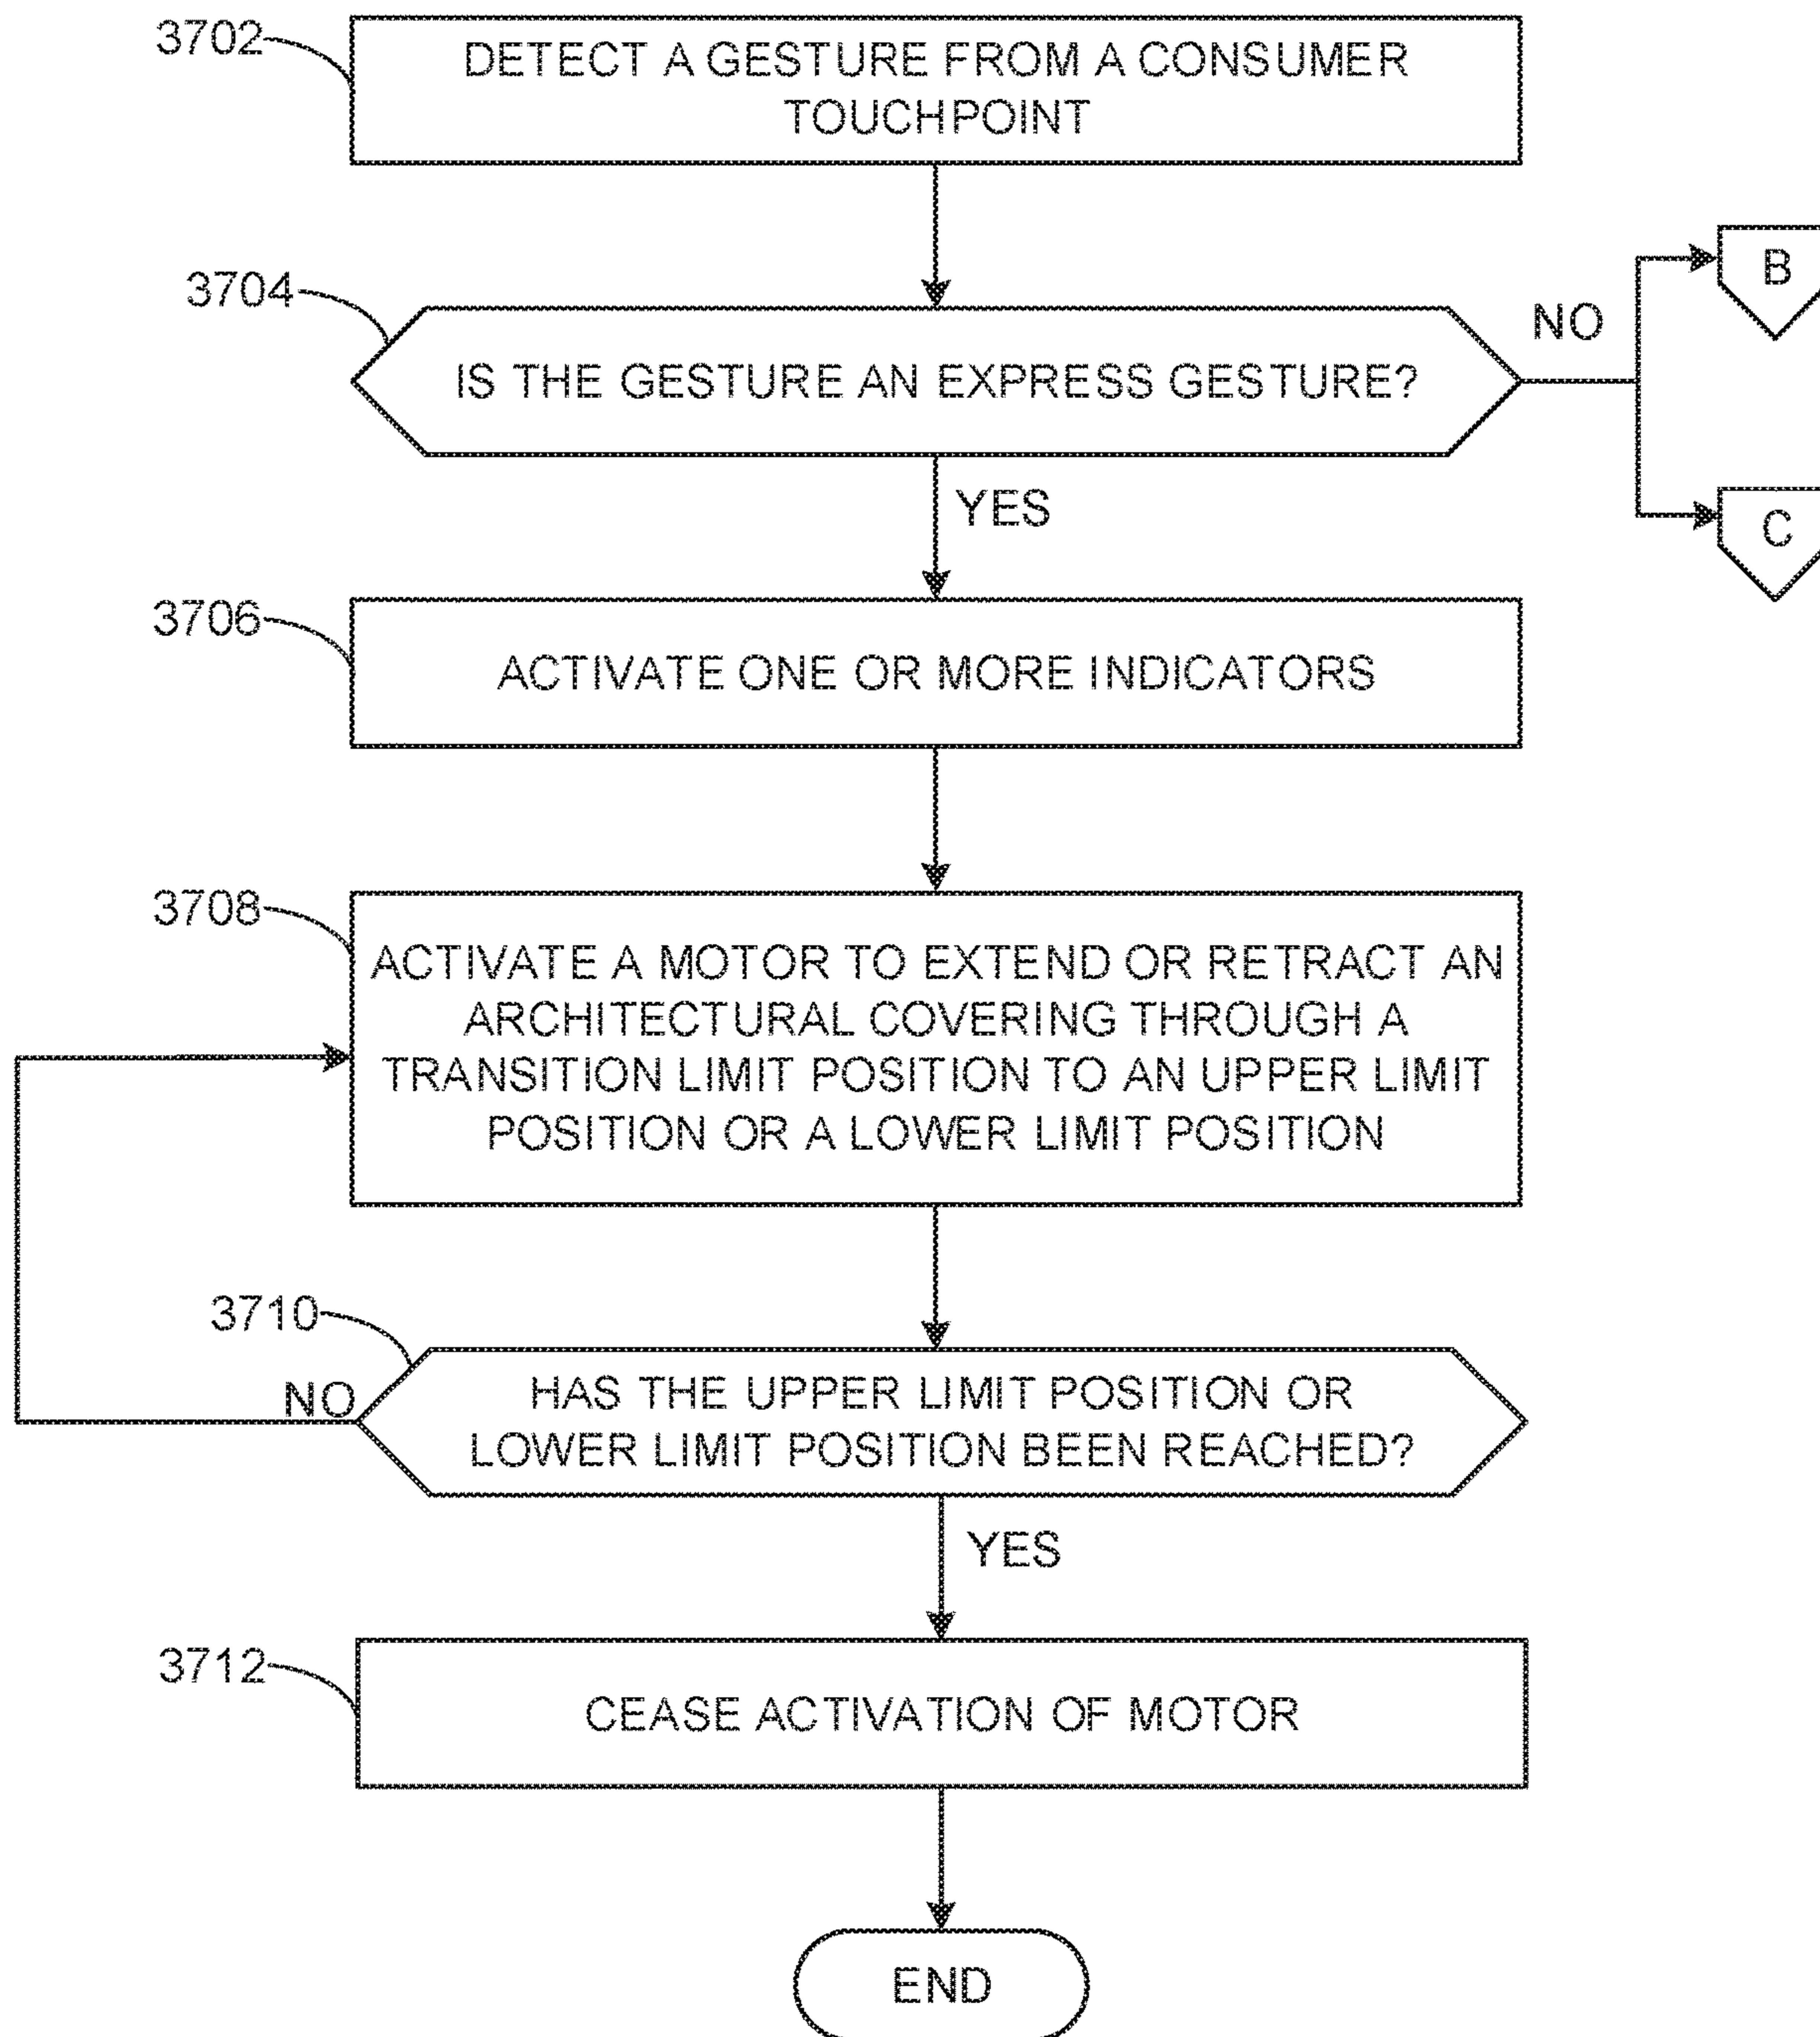 3702
DETECT A GESTURE FROM A CONSUMER
TOUCHPOINT
3704
IS THE GESTURE AN EXPRESS GESTURE?
NO
B
C
YES
3706
ACTIVATE ONE OR MORE INDICATORS
3708
ACTIVATE A MOTOR TO EXTEND OR RETRACT AN
ARCHITECTURAL COVERING THROUGH A
TRANSITION LIMIT POSITION TO AN UPPER LIMIT
POSITION OR A LOWER LIMIT POSITION
3710
NO
HAS THE UPPER LIMIT POSITION OR
LOWER LIMIT POSITION BEEN REACHED?
YES
3712
CEASE ACTIVATION OF MOTOR
END